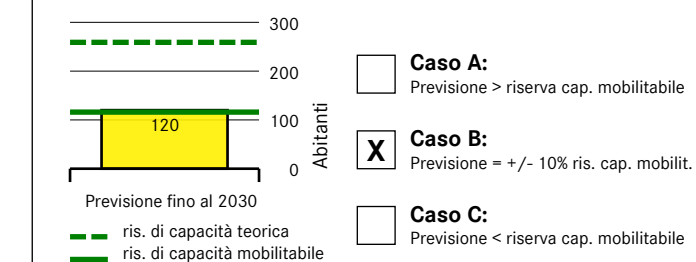 300
200
100
0
Abitanti
120
Previsione fino al 2030
ris. di capacità teorica
ris. di capacità mobilitabile
Caso A:
Previsione > riserva cap. mobilitabile
X
Caso B:
Previsione = +/- 10% ris. cap. mobilit.
Caso C:
Previsione < riserva cap. mobilitabile